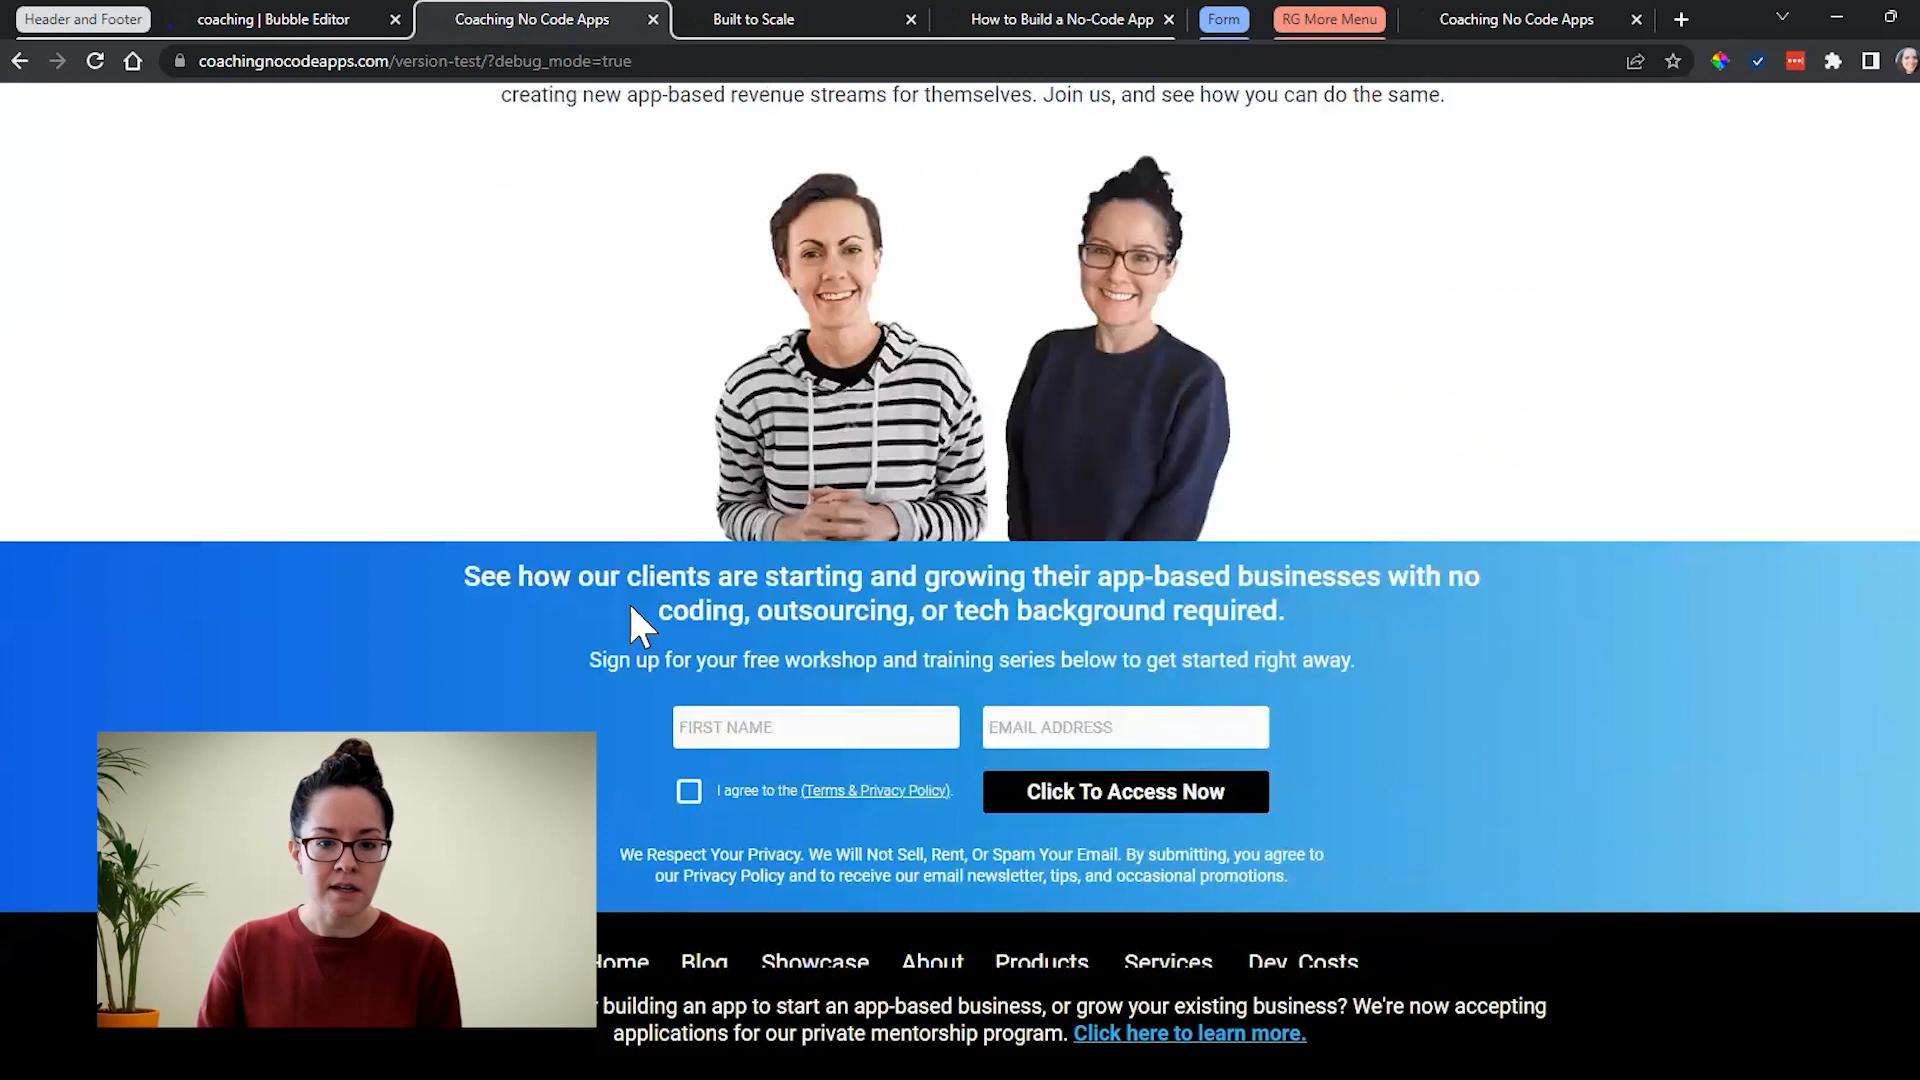 Header and Footer
coaching | Bubble Editor
Coaching No Code Apps
Built to Scale
How to Build a No-Code App
Form
RG More Menu
Coaching No Code Apps
coachingnocodeapps.com/version-test/?debug_mode=true
creating new app-based revenue streams for themselves. Join us, and see how you can do the same.
See how our clients are starting and growing their app-based businesses with no
coding, outsourcing, or tech background required.
Sign up for your free workshop and training series below to get started right away.
FIRST NAME
EMAIL ADDRESS
I agree to the (Terms & Privacy Policy).
Click To Access Now
We Respect Your Privacy. We Will Not Sell, Rent, Or Spam Your Email. By submitting, you agree to
our Privacy Policy and to receive our email newsletter, tips, and occasional promotions.
Home Blog Showcase About Products Services Dev Costs
building an app to start an app-based business, or grow your existing business? We're now accepting
applications for our private mentorship program. Click here to learn more.